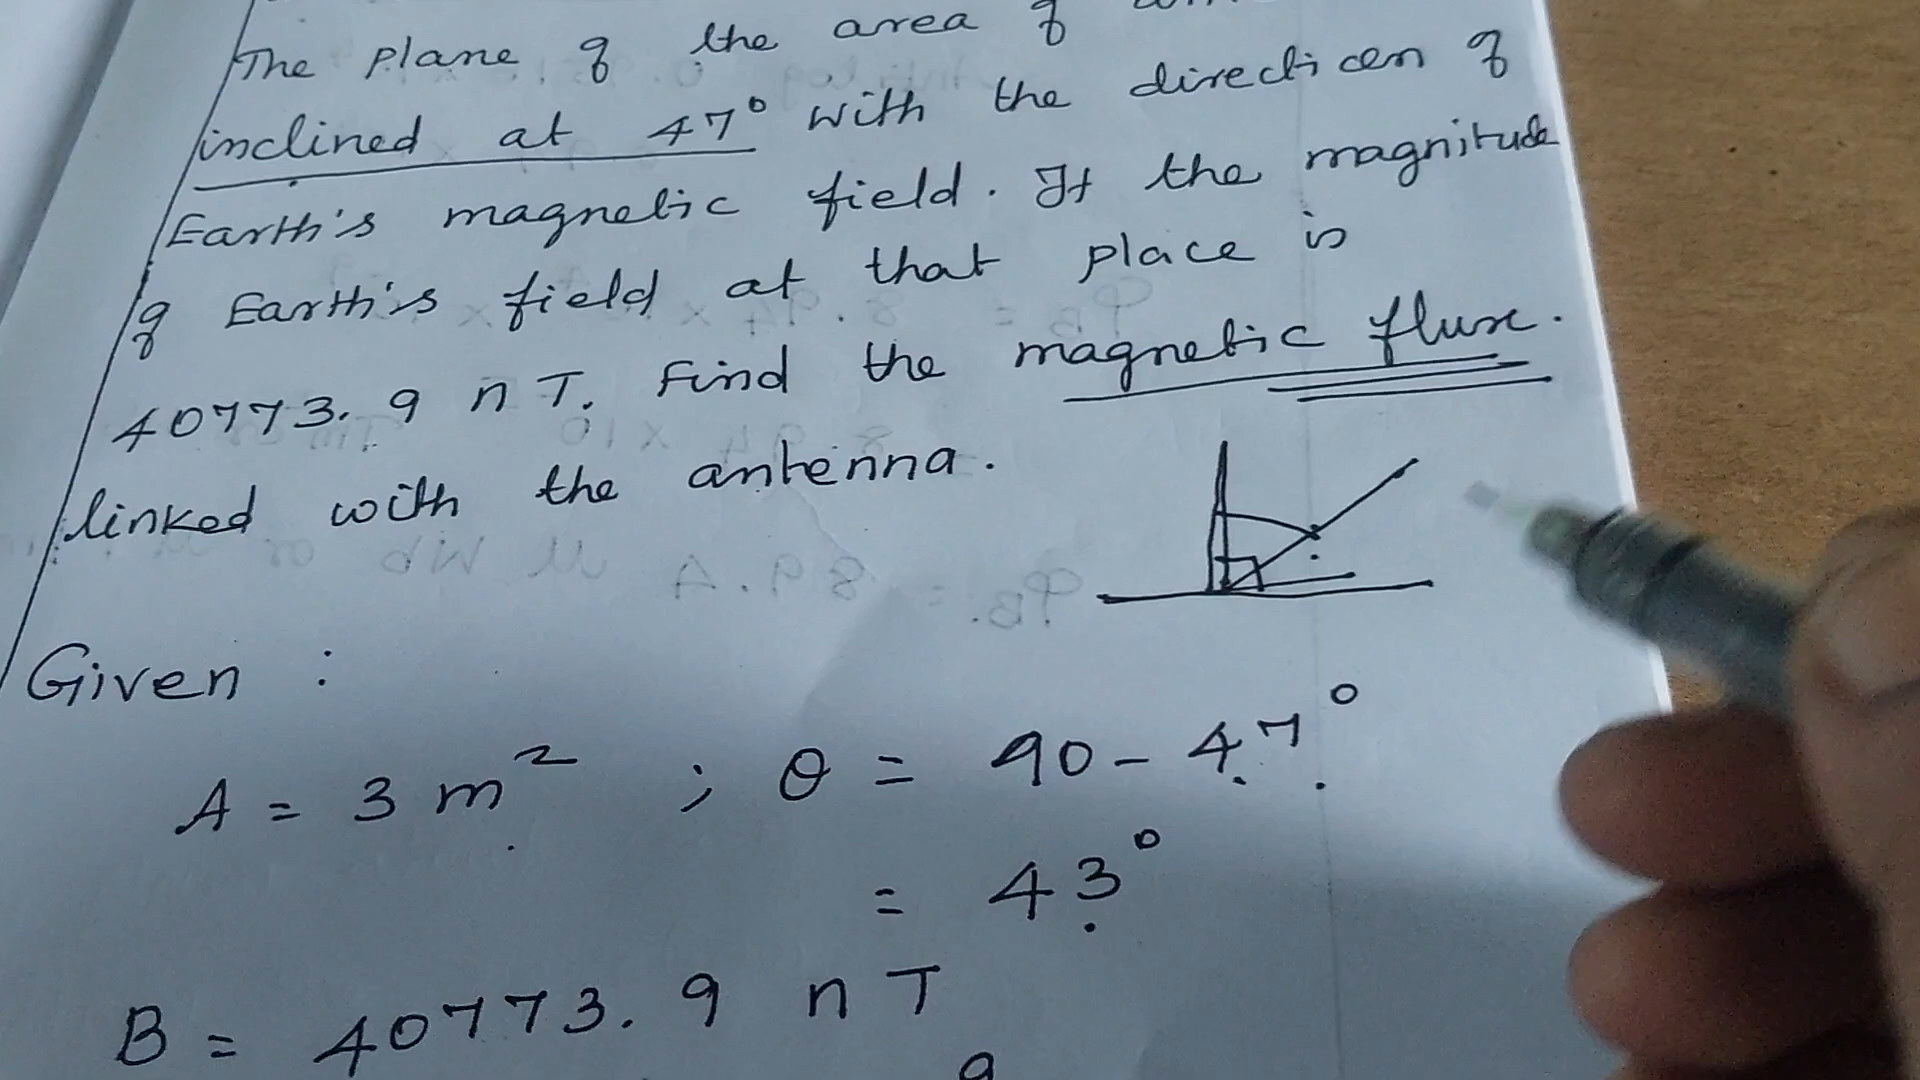 The plane of the area of
inclined at 47° with the direction of
Earth's magnetic field. If the magnitude
of Earth's field at that place is
40773.9 nT. Find the magnetic flux.
linked with the antenna.
Given :
A = 3 m² ; θ = 90 - 47°
= 43°
B = 40773.9 nT